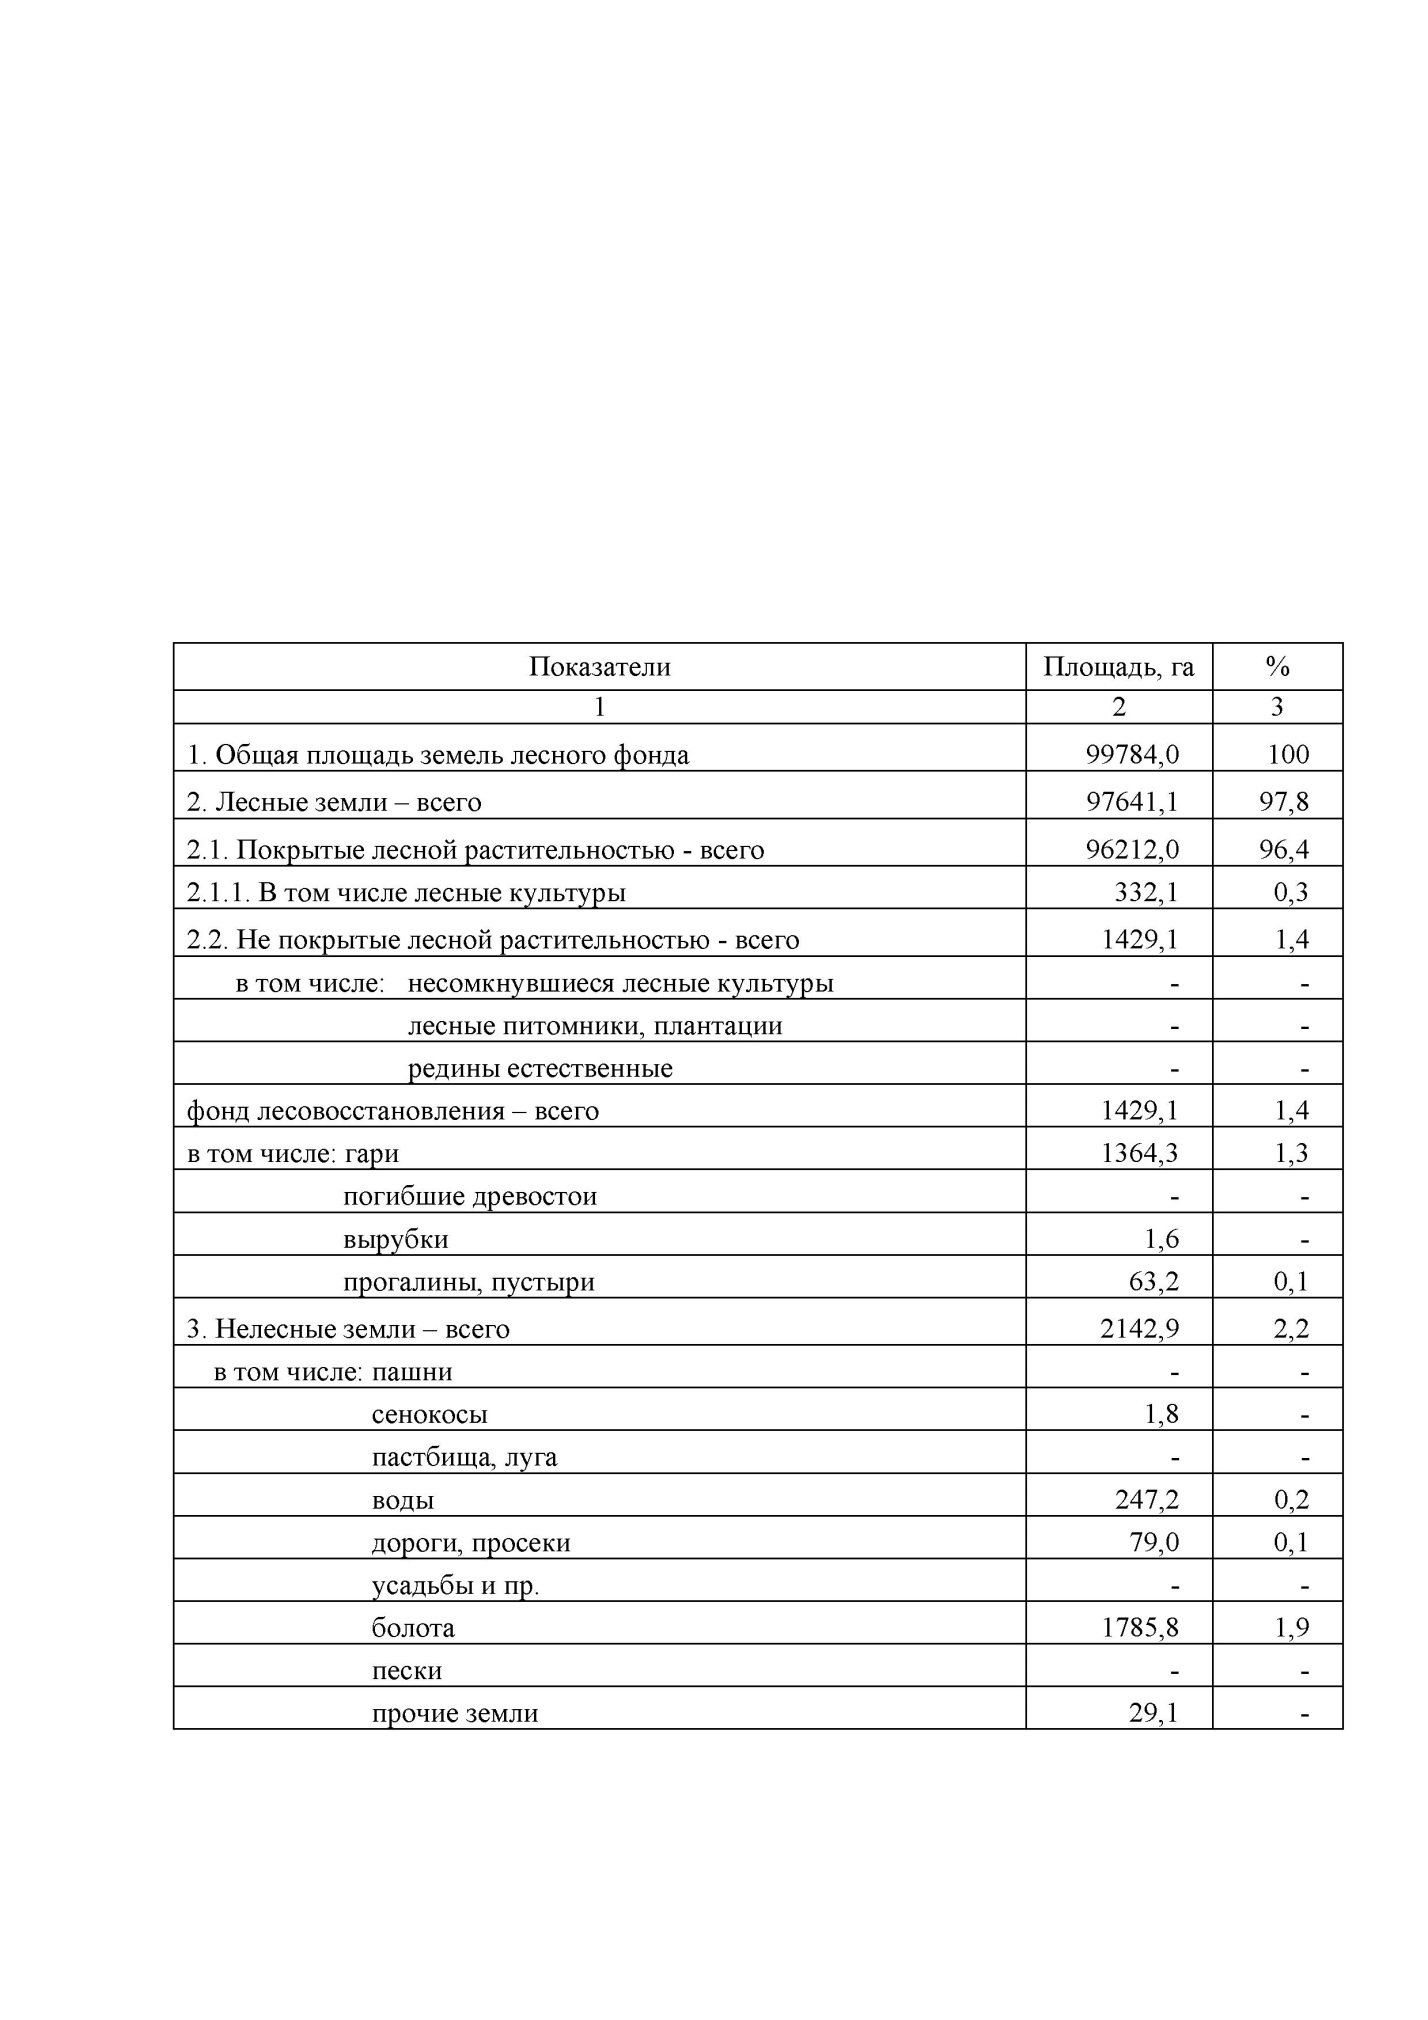 Показатели Площадь, га %
1 2 3
1. Общая площадь земель лесного фонда 99784,0 100
2. Лесные земли – всего 97641,1 97,8
2.1. Покрытые лесной растительностью - всего 96212,0 96,4
2.1.1. В том числе лесные культуры 332,1 0,3
2.2. Не покрытые лесной растительностью - всего 1429,1 1,4
в том числе: несомкнувшиеся лесные культуры - -
лесные питомники, плантации - -
редины естественные - -
фонд лесовосстановления – всего 1429,1 1,4
в том числе: гари 1364,3 1,3
погибшие древостои - -
вырубки 1,6 -
прогалины, пустыри 63,2 0,1
3. Нелесные земли – всего 2142,9 2,2
в том числе: пашни - -
сенокосы 1,8 -
пастбища, луга - -
воды 247,2 0,2
дороги, просеки 79,0 0,1
усадьбы и пр. - -
болота 1785,8 1,9
пески - -
прочие земли 29,1 -